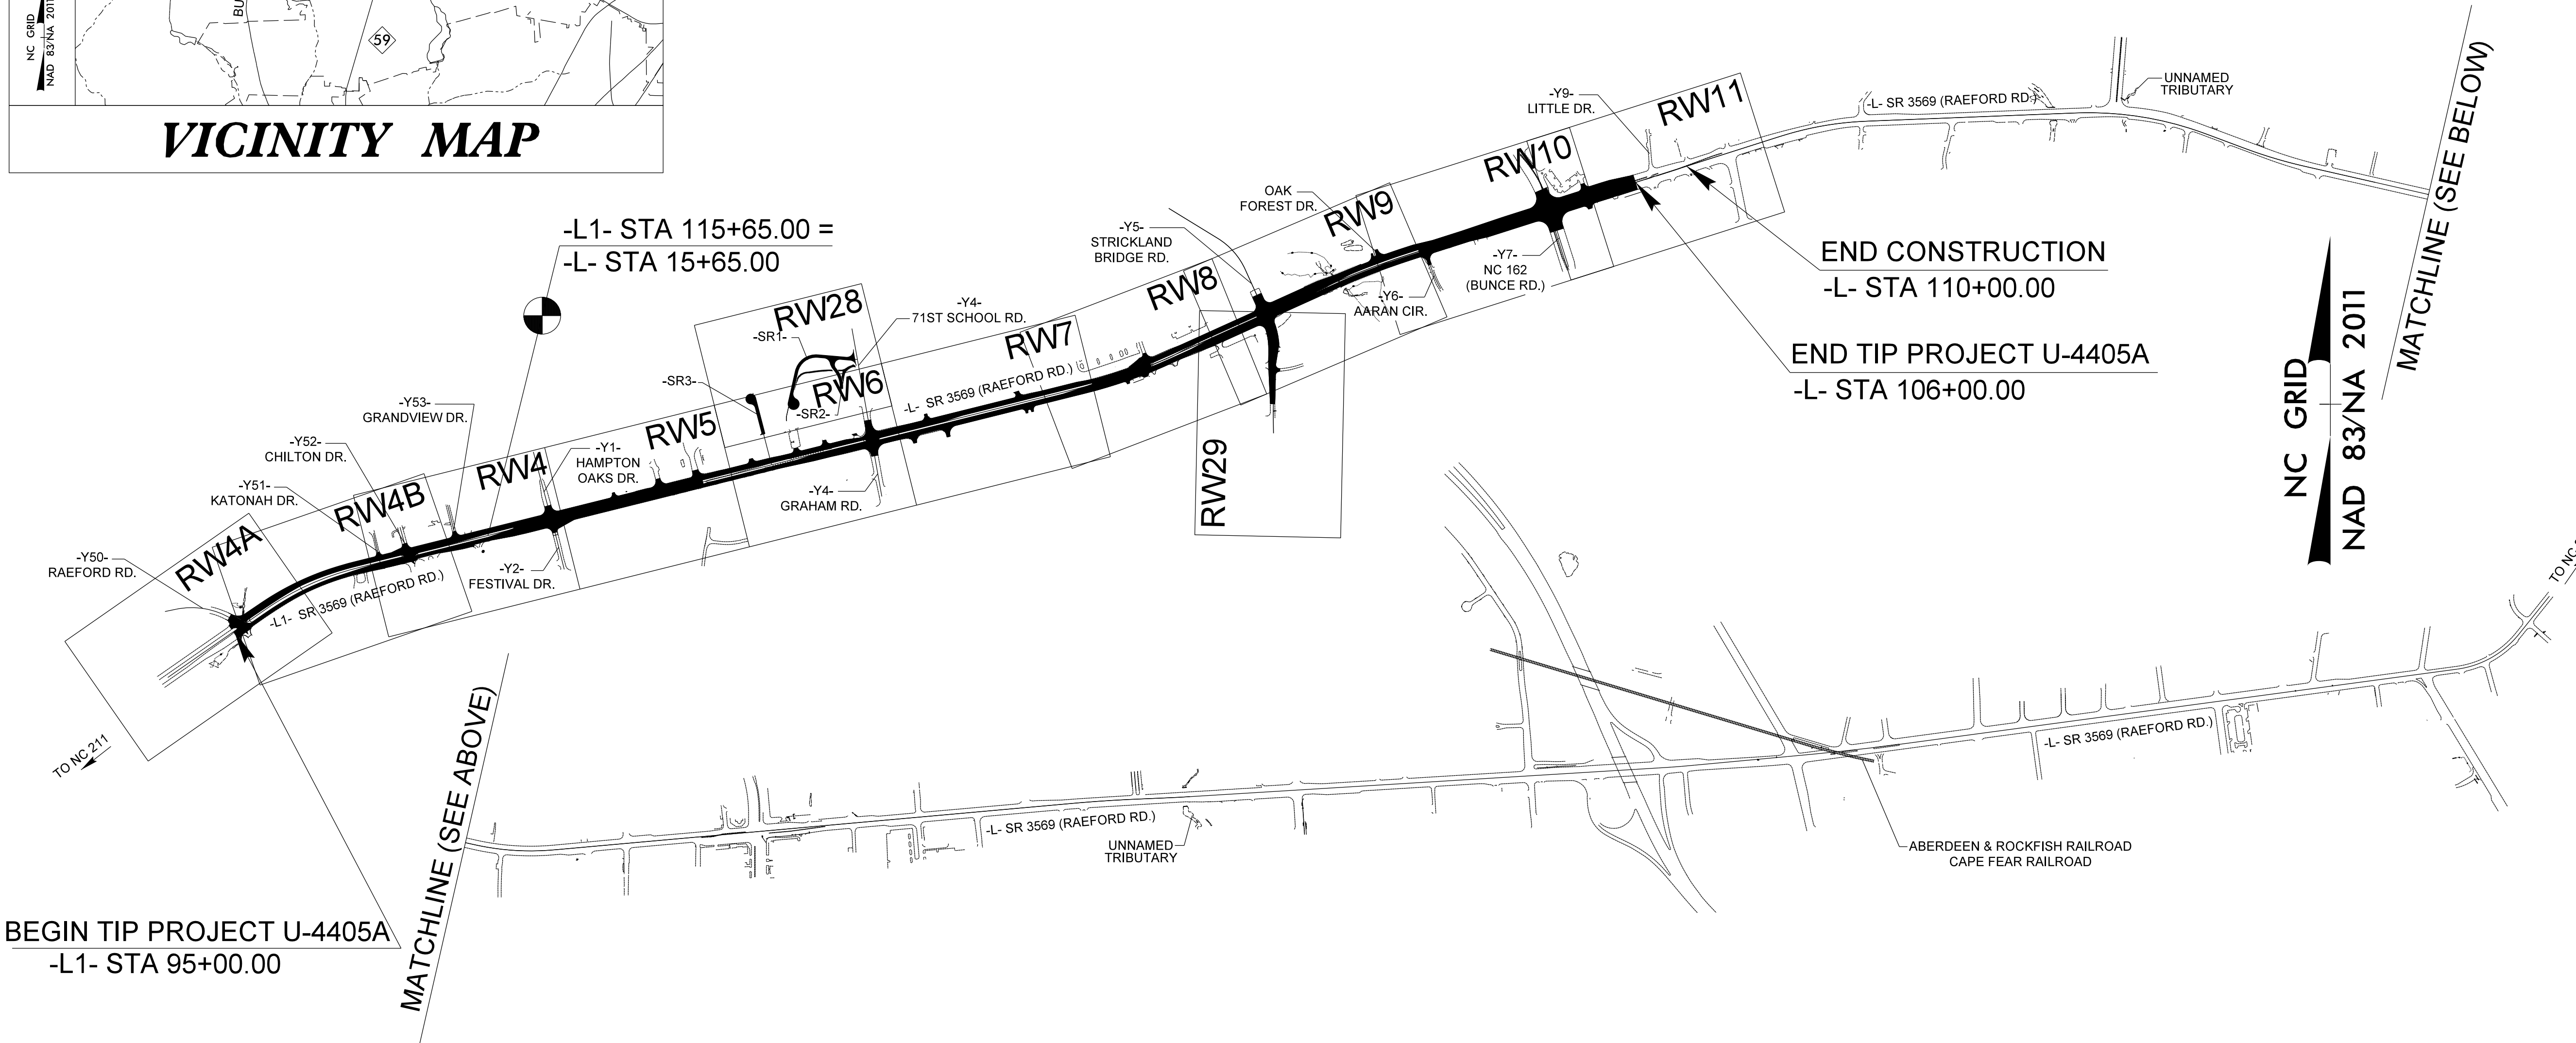 NC GRID
NAD 83/NA 2011
BU
59
VICINITY MAP
-L1- STA 115+65.00 =
-L- STA 15+65.00
-Y9-
LITTLE DR.
RW11
-L- SR 3569 (RAEFORD RD.)
UNNAMED
TRIBUTARY
MATCHLINE (SEE BELOW)
RW10
OAK
FOREST DR.
RW9
-Y5-
STRICKLAND
BRIDGE RD.
-Y7-
NC 162
(BUNCE RD.)
END CONSTRUCTION
-L- STA 110+00.00
RW8
-Y6-
AARAN CIR.
RW28
-Y4-
71ST SCHOOL RD.
-SR1-
RW7
END TIP PROJECT U-4405A
-L- STA 106+00.00
NC GRID
NAD 83/NA 2011
-SR3-
RW6
-L- SR 3569 (RAEFORD RD.)
-SR2-
-Y53-
GRANDVIEW DR.
RW5
-Y52-
CHILTON DR.
RW4
-Y1-
HAMPTON
OAKS DR.
RW29
-Y51-
KATONAH DR.
RW4B
-Y4-
GRAHAM RD.
-Y50-
RAEFORD RD.
RW4A
-Y2-
FESTIVAL DR.
-L1- SR 3569 (RAEFORD RD.)
TO NC 211
MATCHLINE (SEE ABOVE)
-L- SR 3569 (RAEFORD RD.)
-L- SR 3569 (RAEFORD RD.)
UNNAMED
TRIBUTARY
ABERDEEN & ROCKFISH RAILROAD
CAPE FEAR RAILROAD
TO NC
BEGIN TIP PROJECT U-4405A
-L1- STA 95+00.00